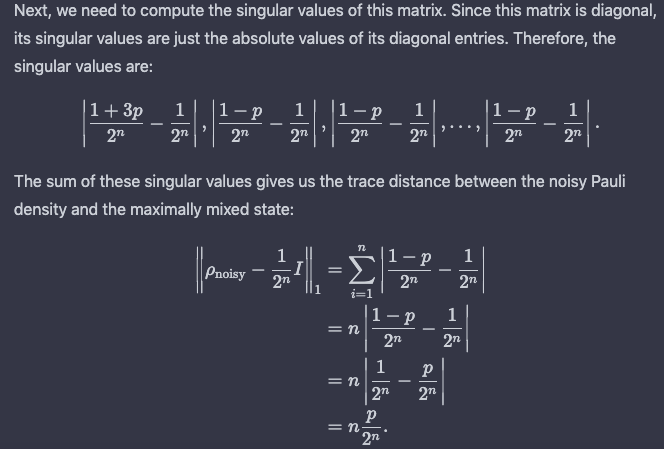 Next, we need to compute the singular values of this matrix. Since this matrix is diagonal,
its singular values are just the absolute values of its diagonal entries. Therefore, the
singular values are:
$\left|\frac{1+3p}{2^n} - \frac{1}{2^n}\right|, \left|\frac{1-p}{2^n} - \frac{1}{2^n}\right|, \left|\frac{1-p}{2^n} - \frac{1}{2^n}\right|, \ldots, \left|\frac{1-p}{2^n} - \frac{1}{2^n}\right|.$
The sum of these singular values gives us the trace distance between the noisy Pauli
density and the maximally mixed state:
$\left\|\rho_{\text{noisy}} - \frac{1}{2^n}I\right\|_1 = \sum_{i=1}^{n} \left|\frac{1-p}{2^n} - \frac{1}{2^n}\right|$
$= n\left|\frac{1-p}{2^n} - \frac{1}{2^n}\right|$
$= n\left|\frac{1}{2^n} - \frac{p}{2^n}\right|$
$= n\frac{p}{2^n}.$